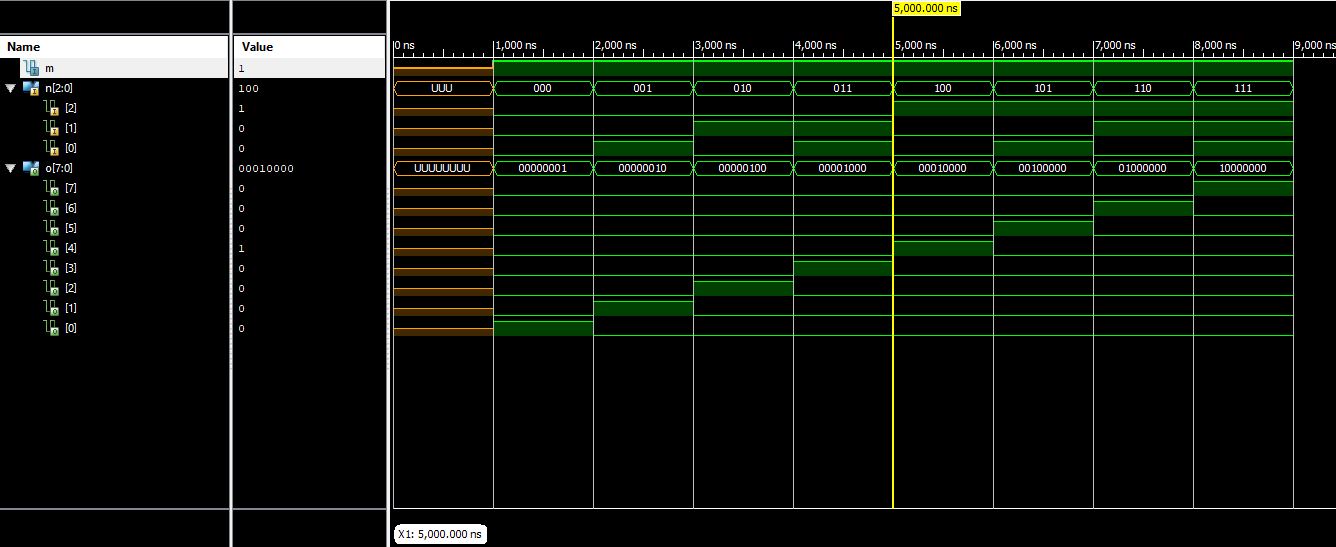 5,000.000 ns
Name Value 0 ns 1,000 ns 2,000 ns 3,000 ns 4,000 ns 5,000 ns 6,000 ns 7,000 ns 8,000 ns 9,000 ns
m 1
n[2:0] 100 UUU 000 001 010 011 100 101 110 111
[2] 1
[1] 0
[0] 0
o[7:0] 00010000 UUUUUUUU 00000001 00000010 00000100 00001000 00010000 00100000 01000000 10000000
[7] 0
[6] 0
[5] 0
[4] 1
[3] 0
[2] 0
[1] 0
[0] 0
X1: 5,000.000 ns